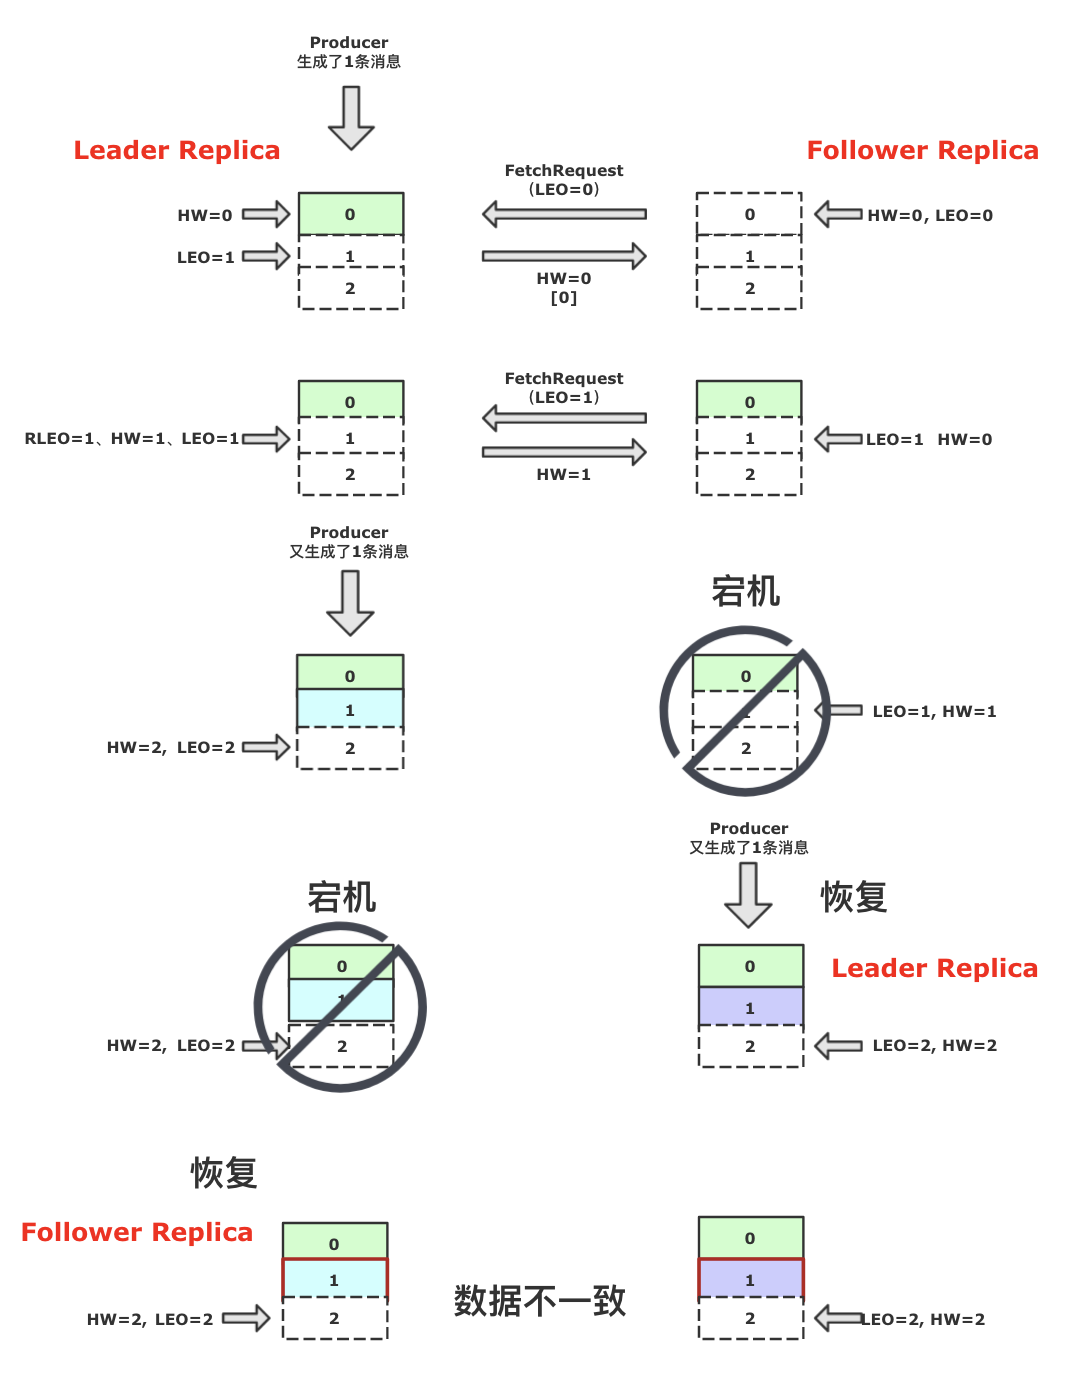 Producer
生成了1条消息
Leader Replica
Follower Replica
FetchRequest
(LEO=0)
HW=0
0
0
HW=0, LEO=0
LEO=1
1
1
HW=0
[0]
2
2
FetchRequest
(LEO=1)
0
0
RLEO=1、HW=1、LEO=1
1
1
LEO=1 HW=0
HW=1
2
2
Producer
又生成了1条消息
宕机
0
0
1
LEO=1, HW=1
HW=2, LEO=2
2
2
Producer
又生成了1条消息
宕机
恢复
0
0
Leader Replica
1
1
HW=2, LEO=2
2
2
LEO=2, HW=2
恢复
Follower Replica
0
0
1
1
数据不一致
HW=2, LEO=2
2
2
LEO=2, HW=2